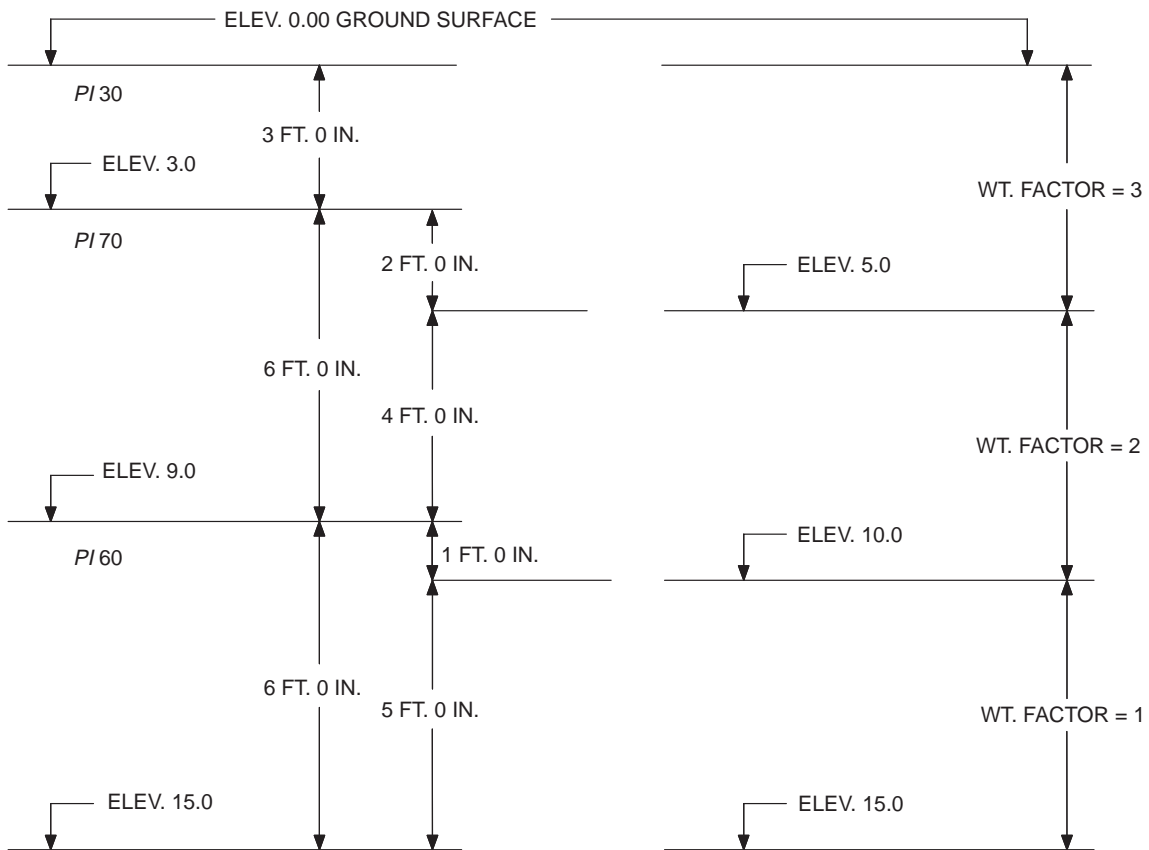 ELEV. 0.00 GROUND SURFACE
PI 30
3 FT. 0 IN.
ELEV. 3.0
WT. FACTOR = 3
PI 70
2 FT. 0 IN.
ELEV. 5.0
6 FT. 0 IN.
4 FT. 0 IN.
WT. FACTOR = 2
ELEV. 9.0
ELEV. 10.0
PI 60
1 FT. 0 IN.
6 FT. 0 IN.
5 FT. 0 IN.
WT. FACTOR = 1
ELEV. 15.0
ELEV. 15.0